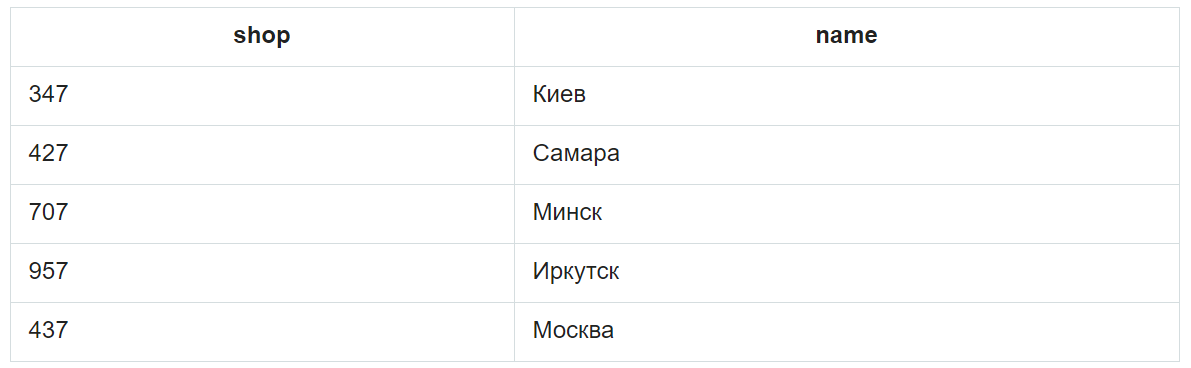 shop name
347 Киев
427 Самара
707 Минск
957 Иркутск
437 Москва